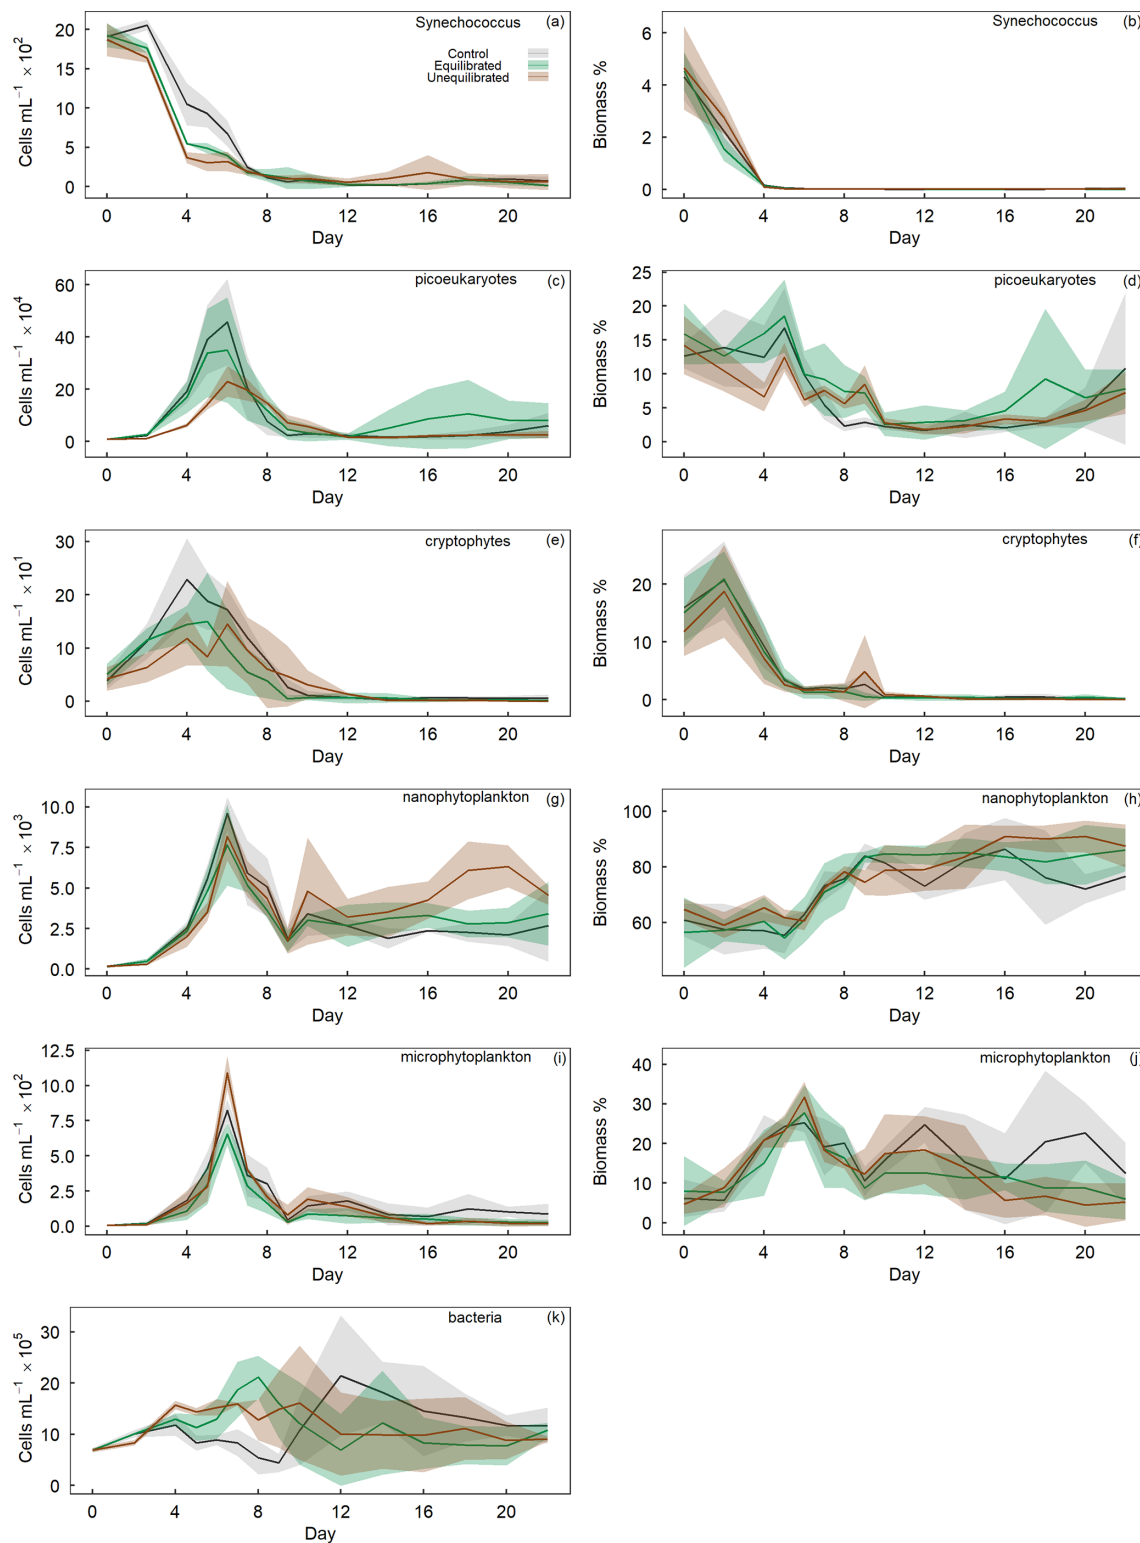 Synechococcus (a)
Control
Equilibrated
Unequilibrated
Cells mL⁻¹ × 10²
20
15
10
5
0
0 4 8 12 16 20
Day
Synechococcus (b)
Biomass %
6
4
2
0
0 4 8 12 16 20
Day
picoeukaryotes (c)
Cells mL⁻¹ × 10⁴
60
40
20
0
0 4 8 12 16 20
Day
picoeukaryotes (d)
Biomass %
25
20
15
10
5
0
0 4 8 12 16 20
Day
cryptophytes (e)
Cells mL⁻¹ × 10¹
30
20
10
0
0 4 8 12 16 20
Day
cryptophytes (f)
Biomass %
20
10
0
0 4 8 12 16 20
Day
nanophytoplankton (g)
Cells mL⁻¹ × 10³
10.0
7.5
5.0
2.5
0.0
0 4 8 12 16 20
Day
nanophytoplankton (h)
Biomass %
100
80
60
0 4 8 12 16 20
Day
microphytoplankton (i)
Cells mL⁻¹ × 10²
12.5
10.0
7.5
5.0
2.5
0.0
0 4 8 12 16 20
Day
microphytoplankton (j)
Biomass %
40
30
20
10
0
0 4 8 12 16 20
Day
bacteria (k)
Cells mL⁻¹ × 10⁵
30
20
10
0
0 4 8 12 16 20
Day